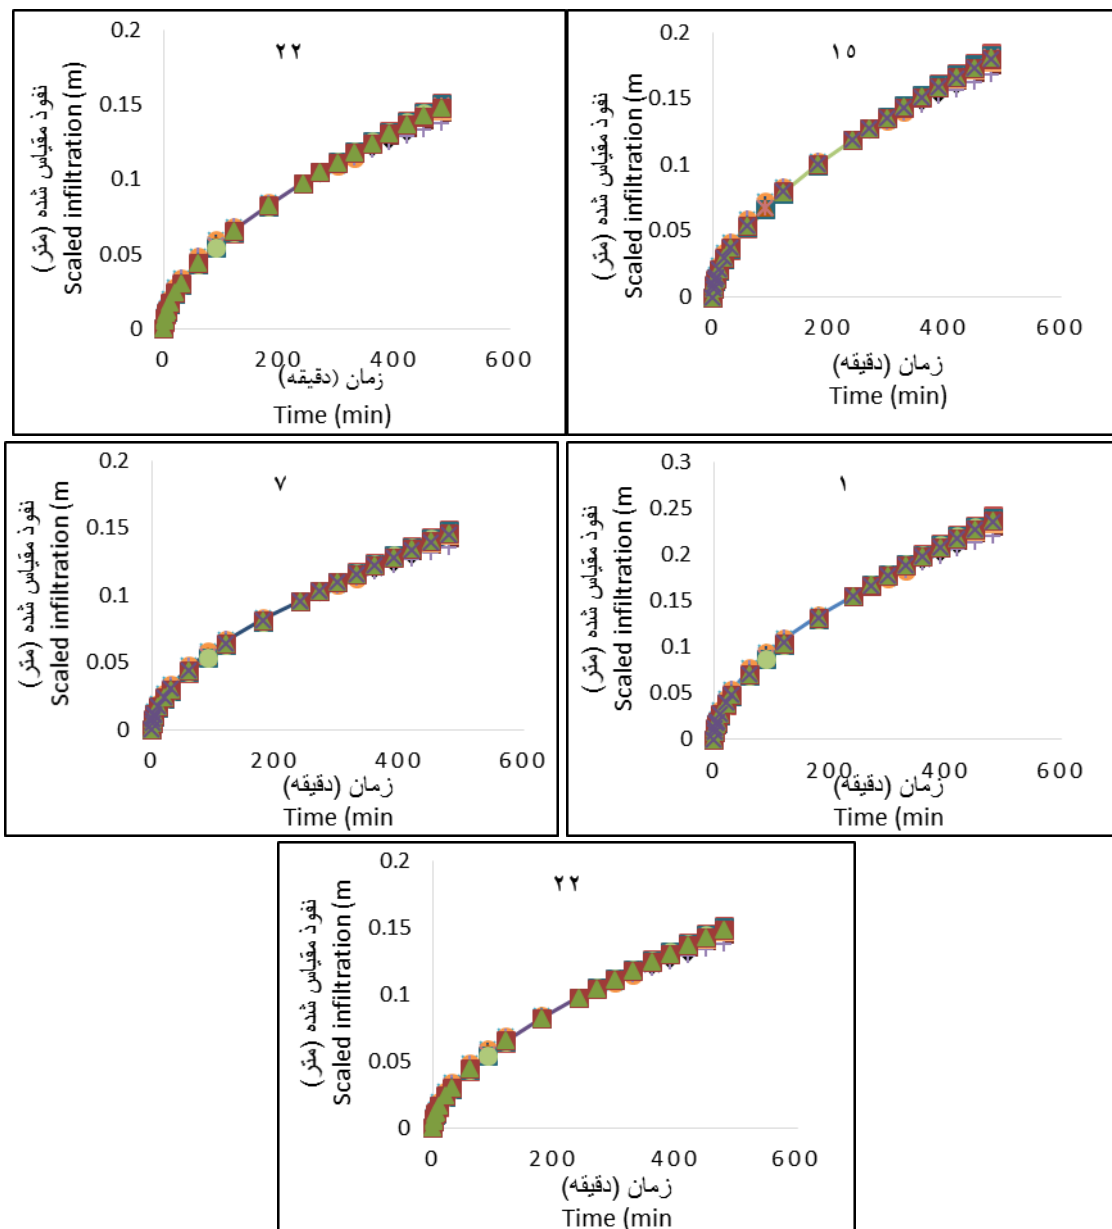 0.2
0.15
0.1
0.05
0
۲۲
0 200 400 600
نفوذ مقیاس شده (متر)
Scaled infiltration (m)
زمان (دقیقه)
Time (min)
0.2
0.15
0.1
0.05
0
۱۵
0 200 400 600
نفوذ مقیاس شده (متر)
Scaled infiltration (m
زمان (دقیقه)
Time (min)
0.2
0.15
0.1
0.05
0
۷
0 200 400 600
نفوذ مقیاس شده (متر)
Scaled infiltration (m
زمان (دقیقه)
Time (min
0.3
0.25
0.2
0.15
0.1
0.05
0
۱
0 200 400 600
نفوذ مقیاس شده (متر)
Scaled infiltration (m
زمان (دقیقه)
Time (min
0.2
0.15
0.1
0.05
0
۲۲
0 200 400 600
نفوذ مقیاس شده (متر)
Scaled infiltration (m
زمان (دقیقه)
Time (min